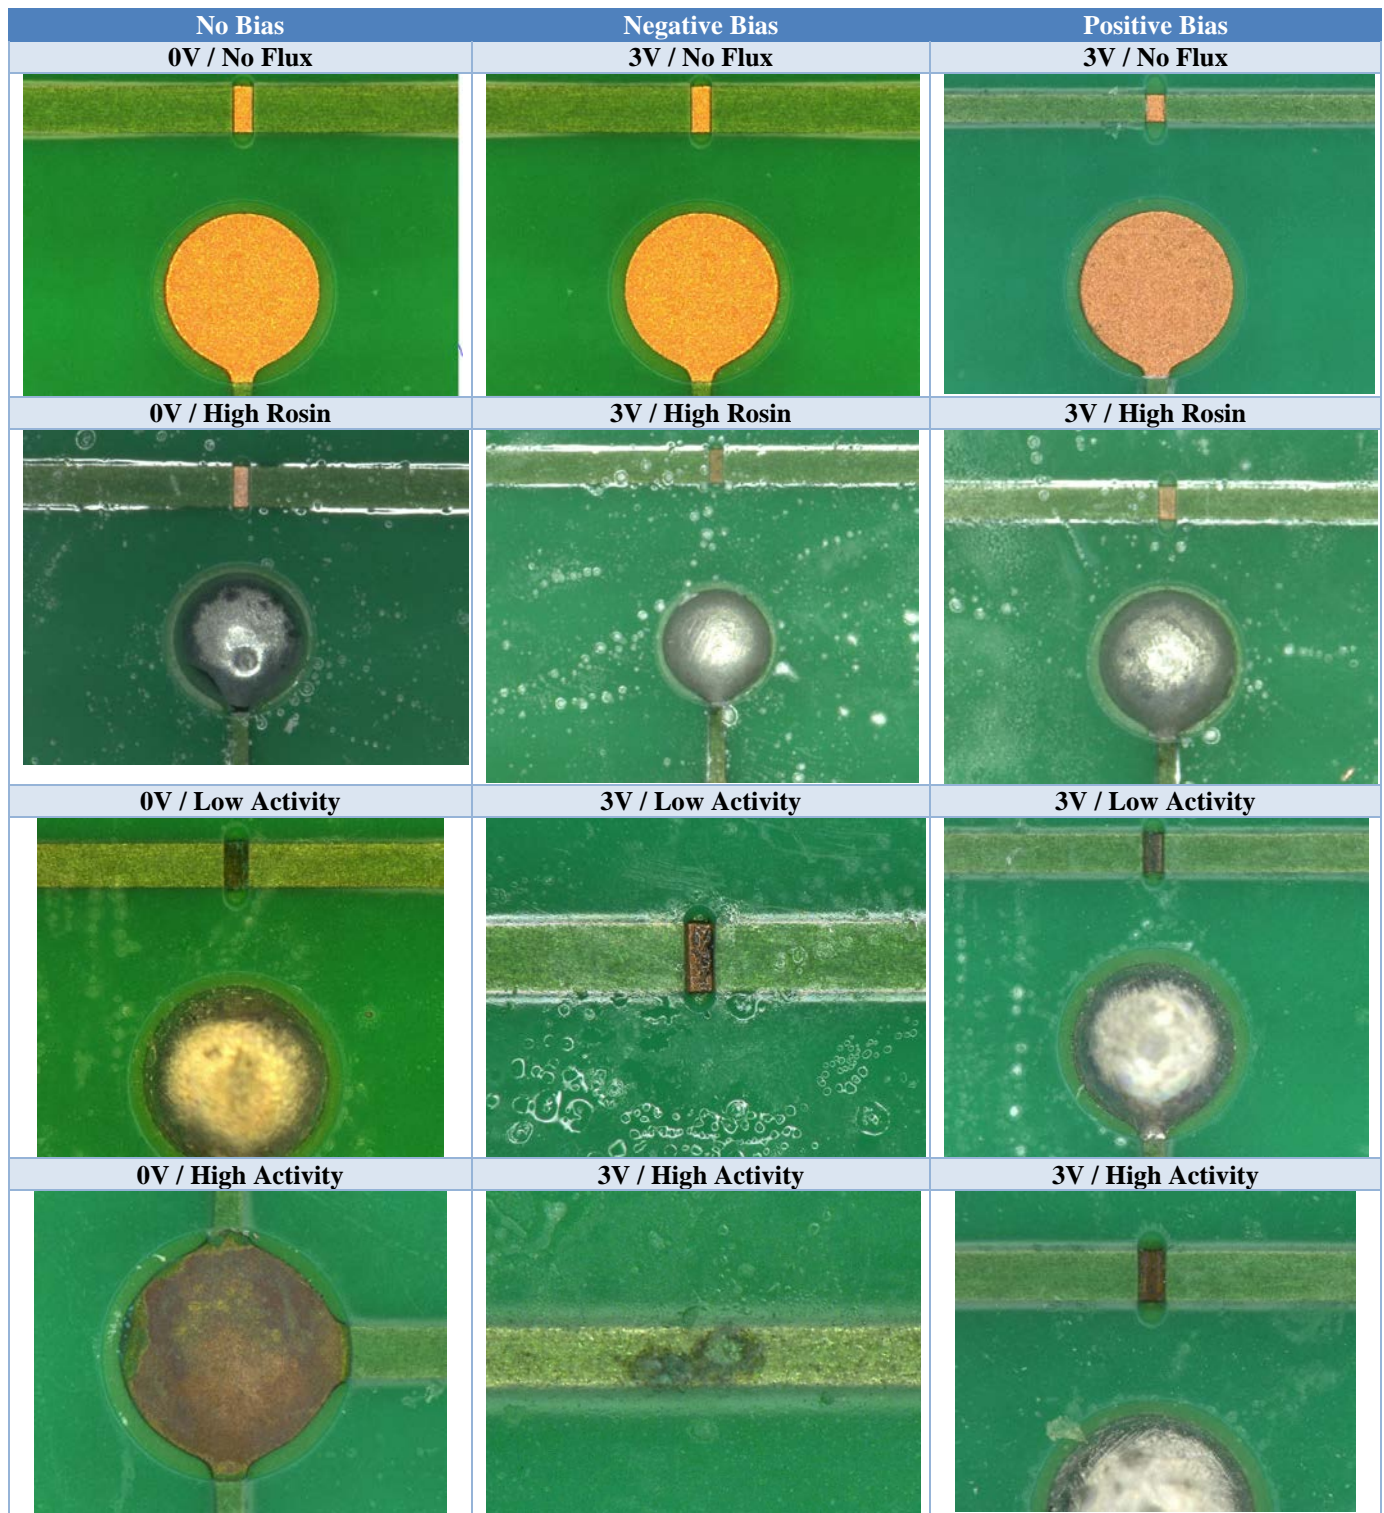 No Bias Negative Bias Positive Bias
0V / No Flux 3V / No Flux 3V / No Flux
0V / High Rosin 3V / High Rosin 3V / High Rosin
0V / Low Activity 3V / Low Activity 3V / Low Activity
0V / High Activity 3V / High Activity 3V / High Activity